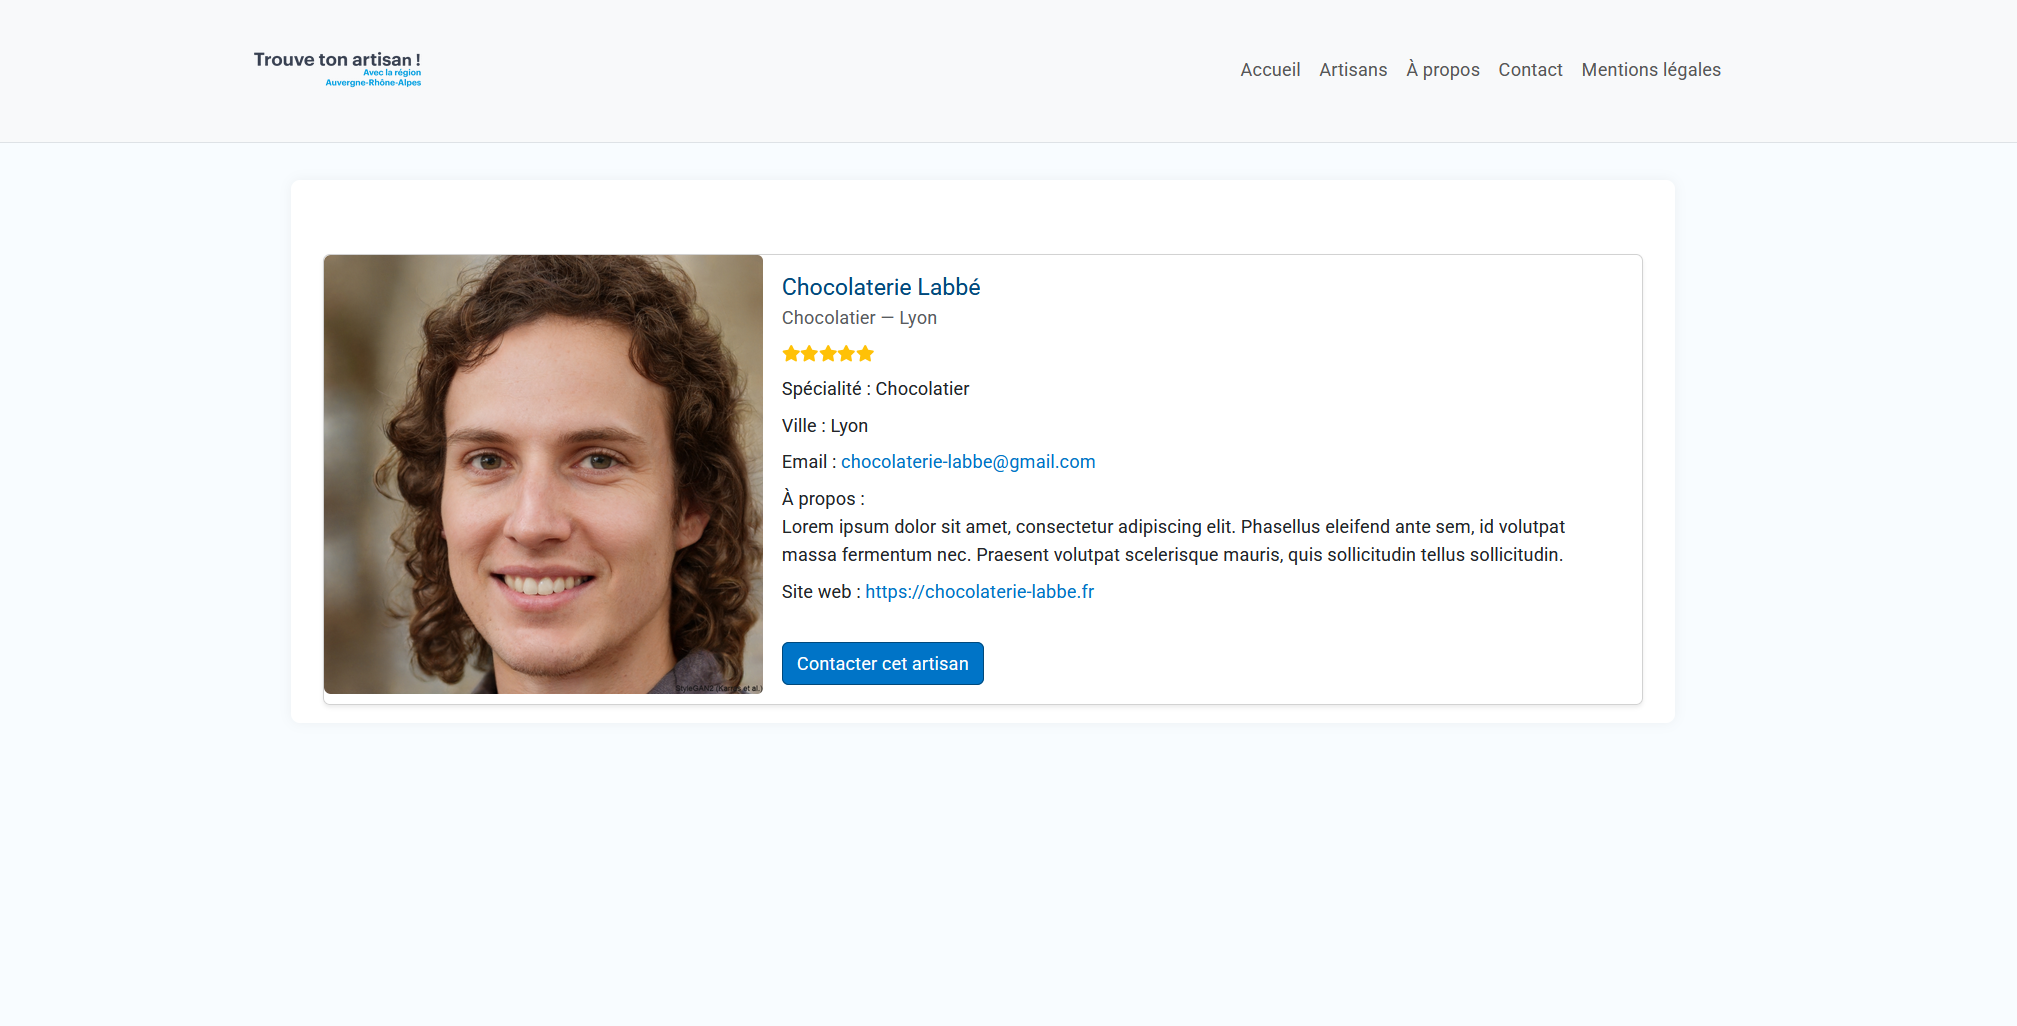 Trouve ton artisan !
Avec la région
Auvergne-Rhône-Alpes
Accueil Artisans À propos Contact Mentions légales
Chocolaterie Labbé
Chocolatier — Lyon
Spécialité : Chocolatier
Ville : Lyon
Email : chocolaterie-labbe@gmail.com
À propos :
Lorem ipsum dolor sit amet, consectetur adipiscing elit. Phasellus eleifend ante sem, id volutpat
massa fermentum nec. Praesent volutpat scelerisque mauris, quis sollicitudin tellus sollicitudin.
Site web : https://chocolaterie-labbe.fr
Contacter cet artisan
StyleGAN2 (Karras et al.)